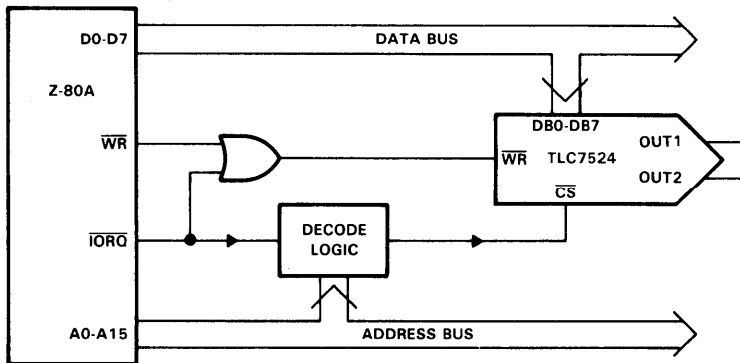 D0-D7
DATA BUS
Z-80A
DB0-DB7
WR
WR
TLC7524
OUT1
OUT2
CS
IORQ
DECODE
LOGIC
A0-A15
ADDRESS BUS